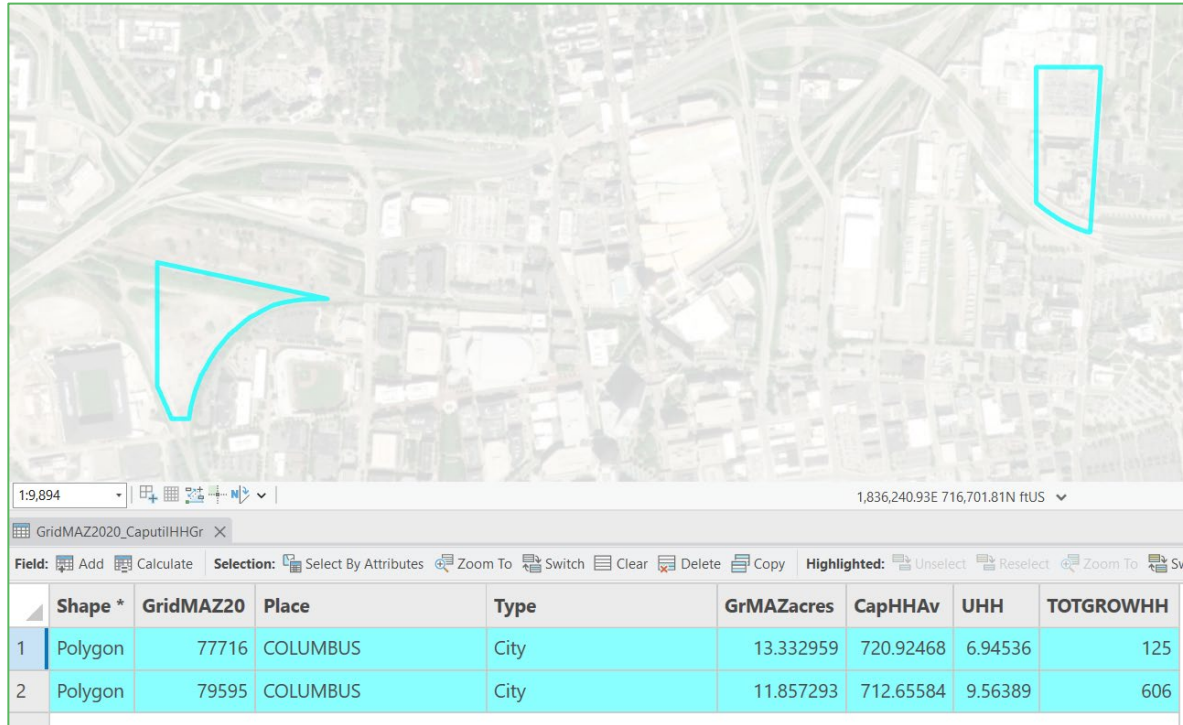 1:9,894
1,836,240.93E 716,701.81N ftUS
GridMAZ2020_CaputilHHGr
Field: Add Calculate Selection: Select By Attributes Zoom To Switch Clear Delete Copy Highlighted: Unselect Reselect Zoom To Sw
Shape * GridMAZ20 Place Type GrMAZacres CapHHAv UHH TOTGROWHH
1 Polygon 77716 COLUMBUS City 13.332959 720.92468 6.94536 125
2 Polygon 79595 COLUMBUS City 11.857293 712.65584 9.56389 606